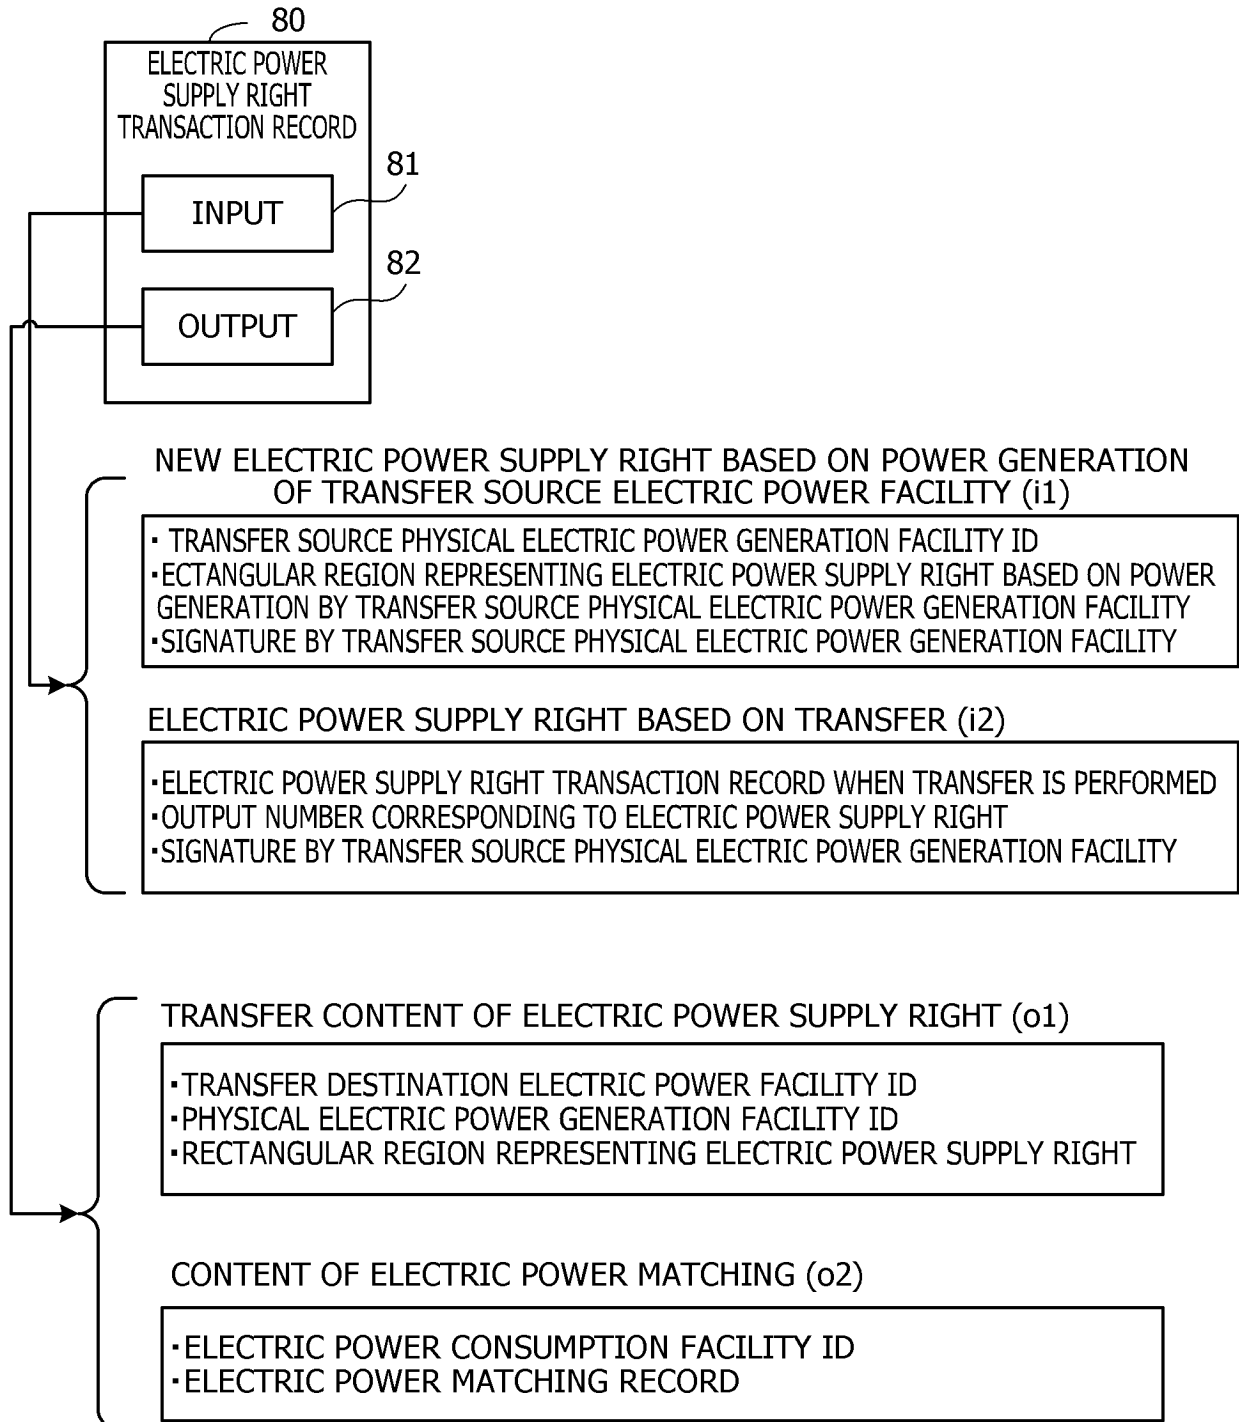 80
ELECTRIC POWER
SUPPLY RIGHT
TRANSACTION RECORD
81
INPUT
82
OUTPUT
NEW ELECTRIC POWER SUPPLY RIGHT BASED ON POWER GENERATION
OF TRANSFER SOURCE ELECTRIC POWER FACILITY (i1)
・ TRANSFER SOURCE PHYSICAL ELECTRIC POWER GENERATION FACILITY ID
・ECTANGULAR REGION REPRESENTING ELECTRIC POWER SUPPLY RIGHT BASED ON POWER
GENERATION BY TRANSFER SOURCE PHYSICAL ELECTRIC POWER GENERATION FACILITY
・SIGNATURE BY TRANSFER SOURCE PHYSICAL ELECTRIC POWER GENERATION FACILITY
ELECTRIC POWER SUPPLY RIGHT BASED ON TRANSFER (i2)
・ELECTRIC POWER SUPPLY RIGHT TRANSACTION RECORD WHEN TRANSFER IS PERFORMED
・OUTPUT NUMBER CORRESPONDING TO ELECTRIC POWER SUPPLY RIGHT
・SIGNATURE BY TRANSFER SOURCE PHYSICAL ELECTRIC POWER GENERATION FACILITY
TRANSFER CONTENT OF ELECTRIC POWER SUPPLY RIGHT (o1)
・TRANSFER DESTINATION ELECTRIC POWER FACILITY ID
・PHYSICAL ELECTRIC POWER GENERATION FACILITY ID
・RECTANGULAR REGION REPRESENTING ELECTRIC POWER SUPPLY RIGHT
CONTENT OF ELECTRIC POWER MATCHING (o2)
・ELECTRIC POWER CONSUMPTION FACILITY ID
・ELECTRIC POWER MATCHING RECORD